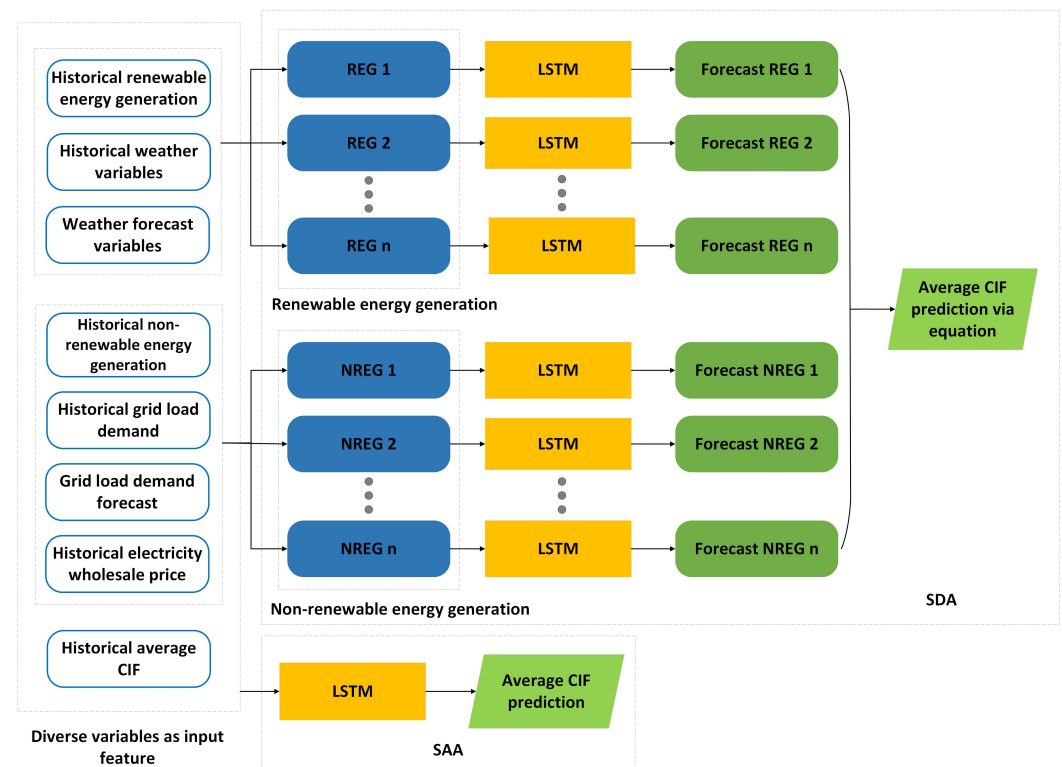 Historical renewable
energy generation
Historical weather
variables
Weather forecast
variables
Historical non-
renewable energy
generation
Historical grid load
demand
Grid load demand
forecast
Historical electricity
wholesale price
Historical average
CIF
Diverse variables as input
feature
REG 1
LSTM
Forecast REG 1
REG 2
LSTM
Forecast REG 2
REG n
LSTM
Forecast REG n
Renewable energy generation
NREG 1
LSTM
Forecast NREG 1
NREG 2
LSTM
Forecast NREG 2
NREG n
LSTM
Forecast NREG n
Non-renewable energy generation
Average CIF
prediction via
equation
SDA
LSTM
Average CIF
prediction
SAA